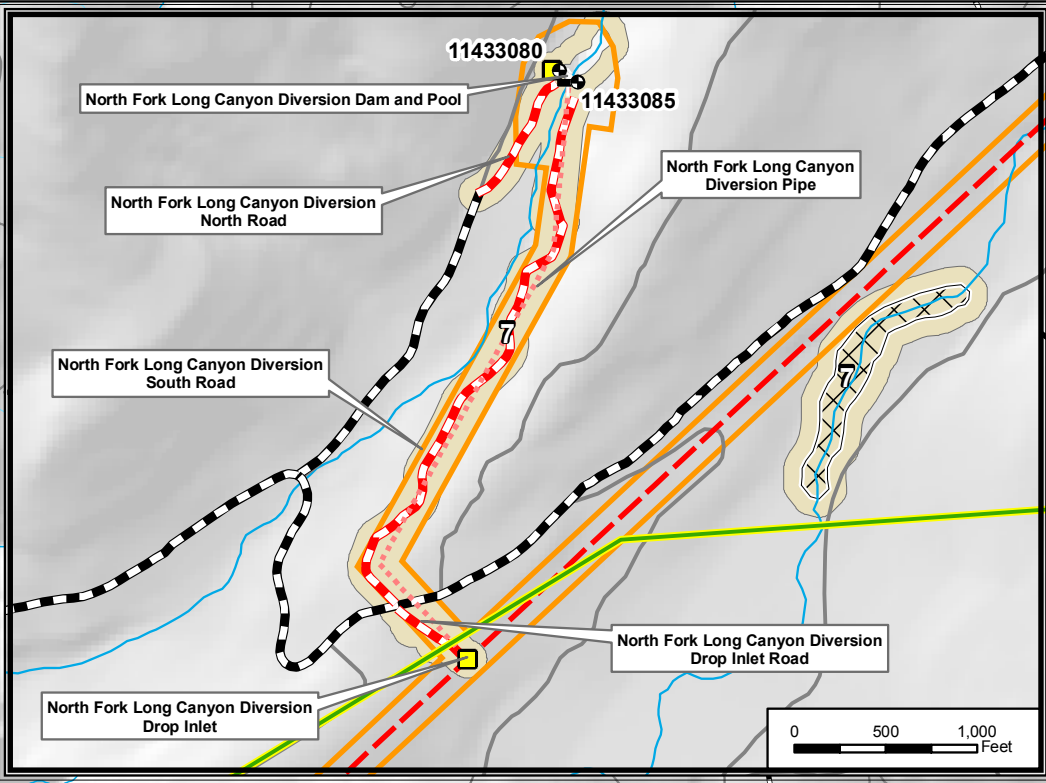 11433080
North Fork Long Canyon Diversion Dam and Pool
11433085
North Fork Long Canyon
Diversion Pipe
North Fork Long Canyon Diversion
North Road
7
North Fork Long Canyon Diversion
South Road
7
North Fork Long Canyon Diversion
Drop Inlet Road
North Fork Long Canyon Diversion
Drop Inlet
0 500 1,000
Feet